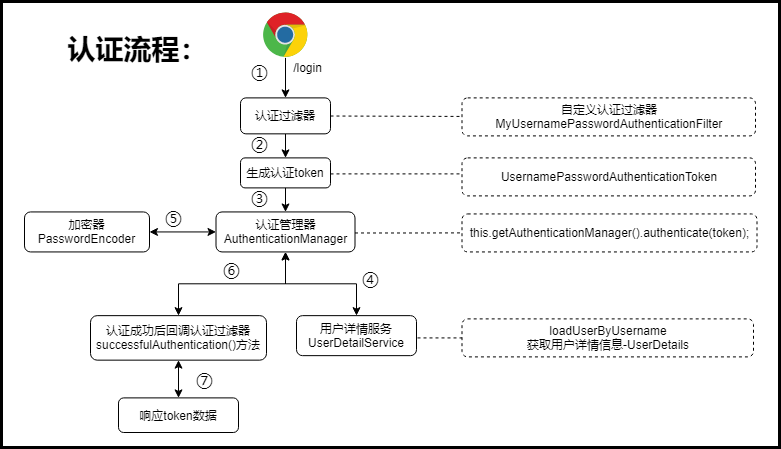 认证流程：
①
/login
认证过滤器
自定义认证过滤器
MyUsernamePasswordAuthenticationFilter
②
生成认证token
UsernamePasswordAuthenticationToken
③
加密器
PasswordEncoder
⑤
认证管理器
AuthenticationManager
this.getAuthenticationManager().authenticate(token);
⑥
④
认证成功后回调认证过滤器
successfulAuthentication()方法
用户详情服务
UserDetailService
loadUserByUsername
获取用户详情信息-UserDetails
⑦
响应token数据